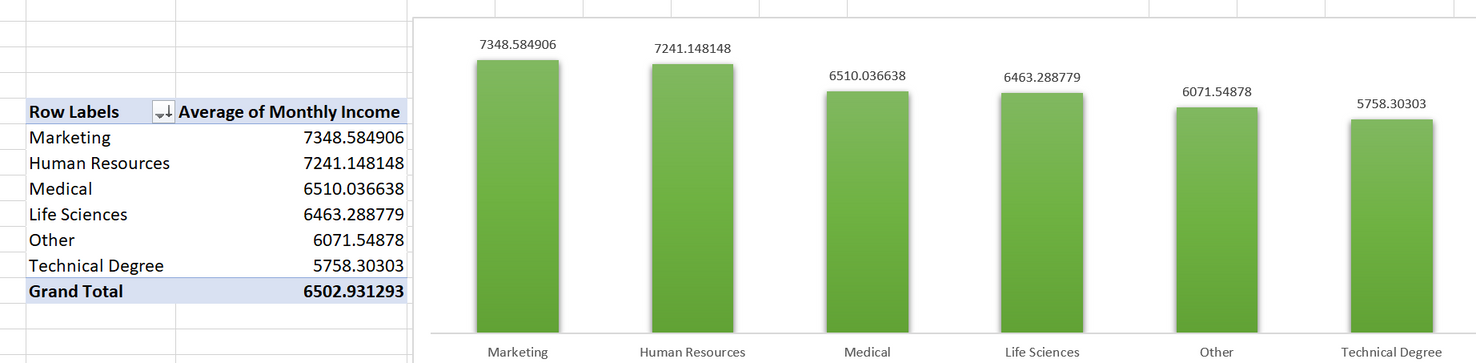 Row Labels Average of Monthly Income
Marketing 7348.584906
Human Resources 7241.148148
Medical 6510.036638
Life Sciences 6463.288779
Other 6071.54878
Technical Degree 5758.30303
Grand Total 6502.931293
7348.584906 7241.148148 6510.036638 6463.288779 6071.54878 5758.30303
Marketing Human Resources Medical Life Sciences Other Technical Degree